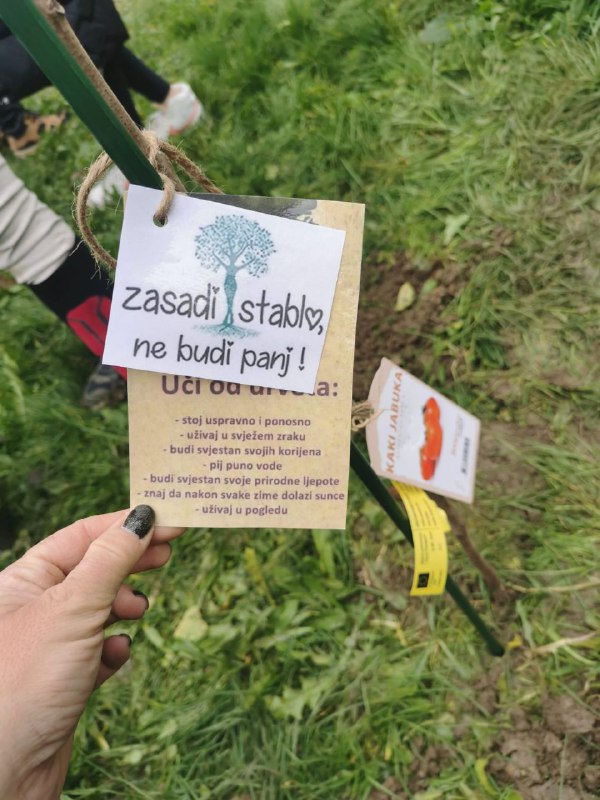 zasadi stablo,
ne budi panj !
Uči od drveta:
- stoj uspravno i ponosno
- uživaj u svježem zraku
- budi svjestan svojih korijena
- pij puno vode
- budi svjestan svoje prirodne ljepote
- znaj da nakon svake zime dolazi sunce
- uživaj u pogledu
KAKI JABUKA